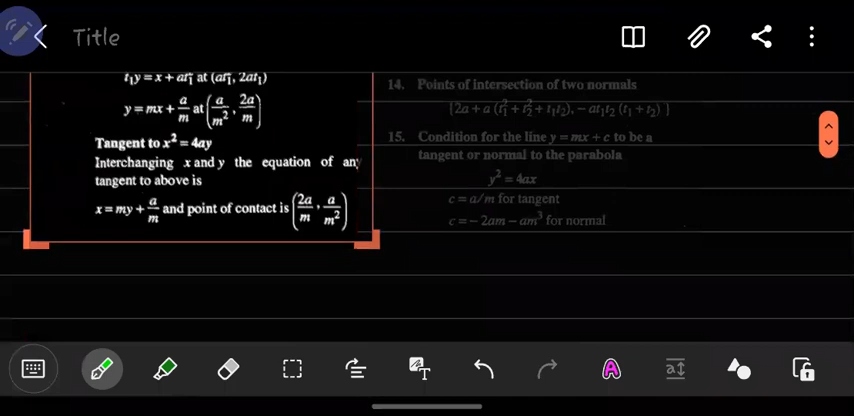 Title
t₁y = x + at₁² at (at₁², 2at₁)
y = mx + a/m at (a/m², 2a/m)
Tangent to x² = 4ay
Interchanging x and y the equation of any
tangent to above is
x = my + a/m and point of contact is (2a/m, a/m²)
14. Points of intersection of two normals
[2a + a (t₁² + t₂² + t₁t₂), − at₁t₂ (t₁ + t₂) ]
15. Condition for the line y = mx + c to be a
tangent or normal to the parabola
y² = 4ax
c = a/m for tangent
c = − 2am − am³ for normal
T
A
a